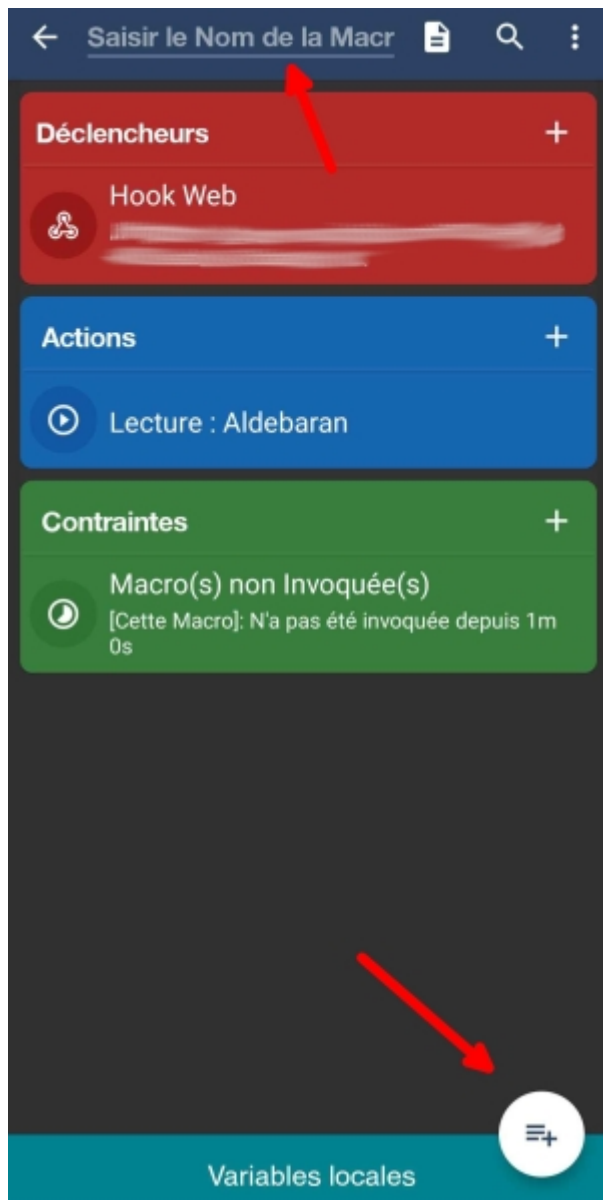 Saisir le Nom de la Macr
Déclencheurs
Hook Web
Actions
Lecture : Aldebaran
Contraintes
Macro(s) non Invoquée(s)
[Cette Macro]: N'a pas été invoquée depuis 1m
0s
Variables locales